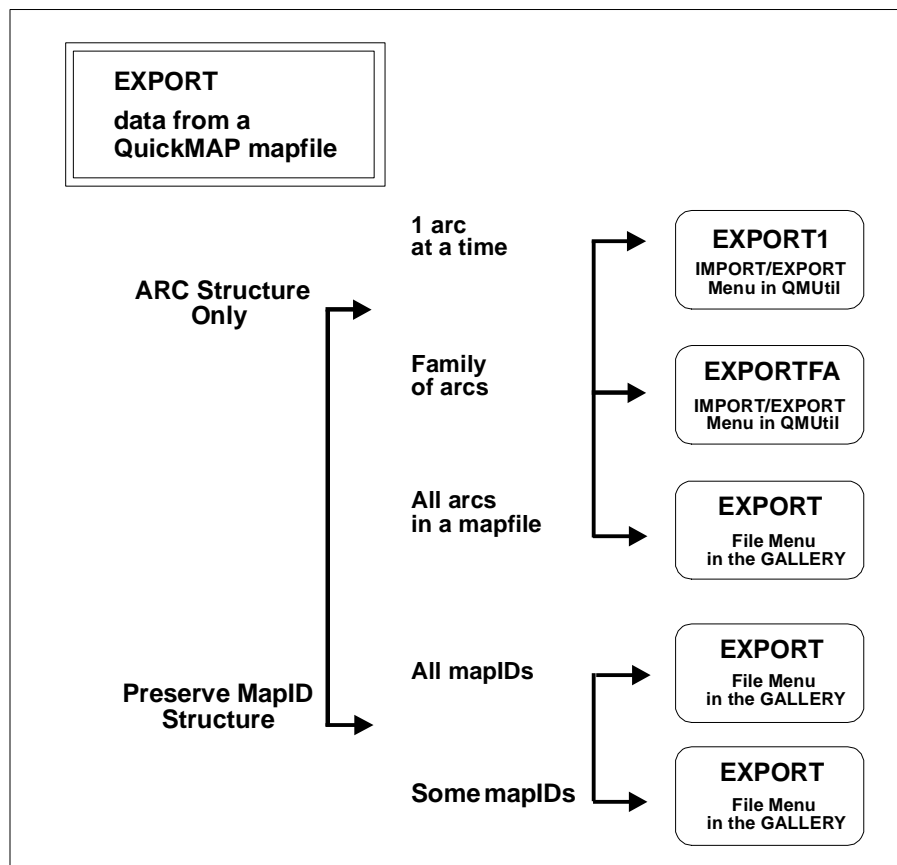 EXPORT
data from a
QuickMAP mapfile
ARC Structure
Only
1 arc
at a time
EXPORT1
IMPORT/EXPORT
Menu in QMUtil
Family
of arcs
EXPORTFA
IMPORT/EXPORT
Menu in QMUtil
All arcs
in a mapfile
EXPORT
File Menu
in the GALLERY
Preserve MapID
Structure
All mapIDs
EXPORT
File Menu
in the GALLERY
Some mapIDs
EXPORT
File Menu
in the GALLERY